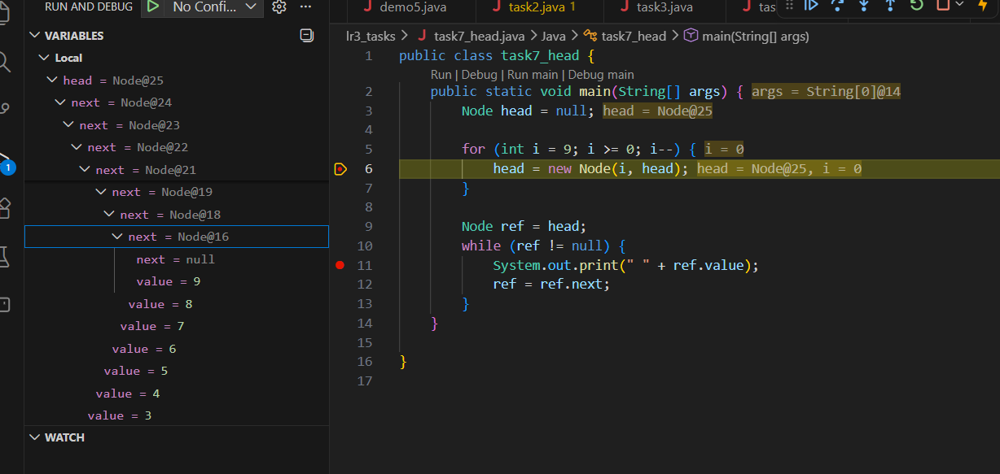 RUN AND DEBUG No Confi... ...
VARIABLES
Local
head = Node@25
next = Node@24
next = Node@23
next = Node@22
next = Node@21
next = Node@19
next = Node@18
next = Node@16
next = null
value = 9
value = 8
value = 7
value = 6
value = 5
value = 4
value = 3
WATCH
1
J demo5.java J task2.java 1 J task3.java J tas
lr3_tasks > J task7_head.java > Java > task7_head > main(String[] args)
1 public class task7_head {
Run | Debug | Run main | Debug main
2 public static void main(String[] args) { args = String[0]@14
3 Node head = null; head = Node@25
4
5 for (int i = 9; i >= 0; i--) { i = 0
6 head = new Node(i, head); head = Node@25, i = 0
7 }
8
9 Node ref = head;
10 while (ref != null) {
11 System.out.print(" " + ref.value);
12 ref = ref.next;
13 }
14 }
15
16 }
17